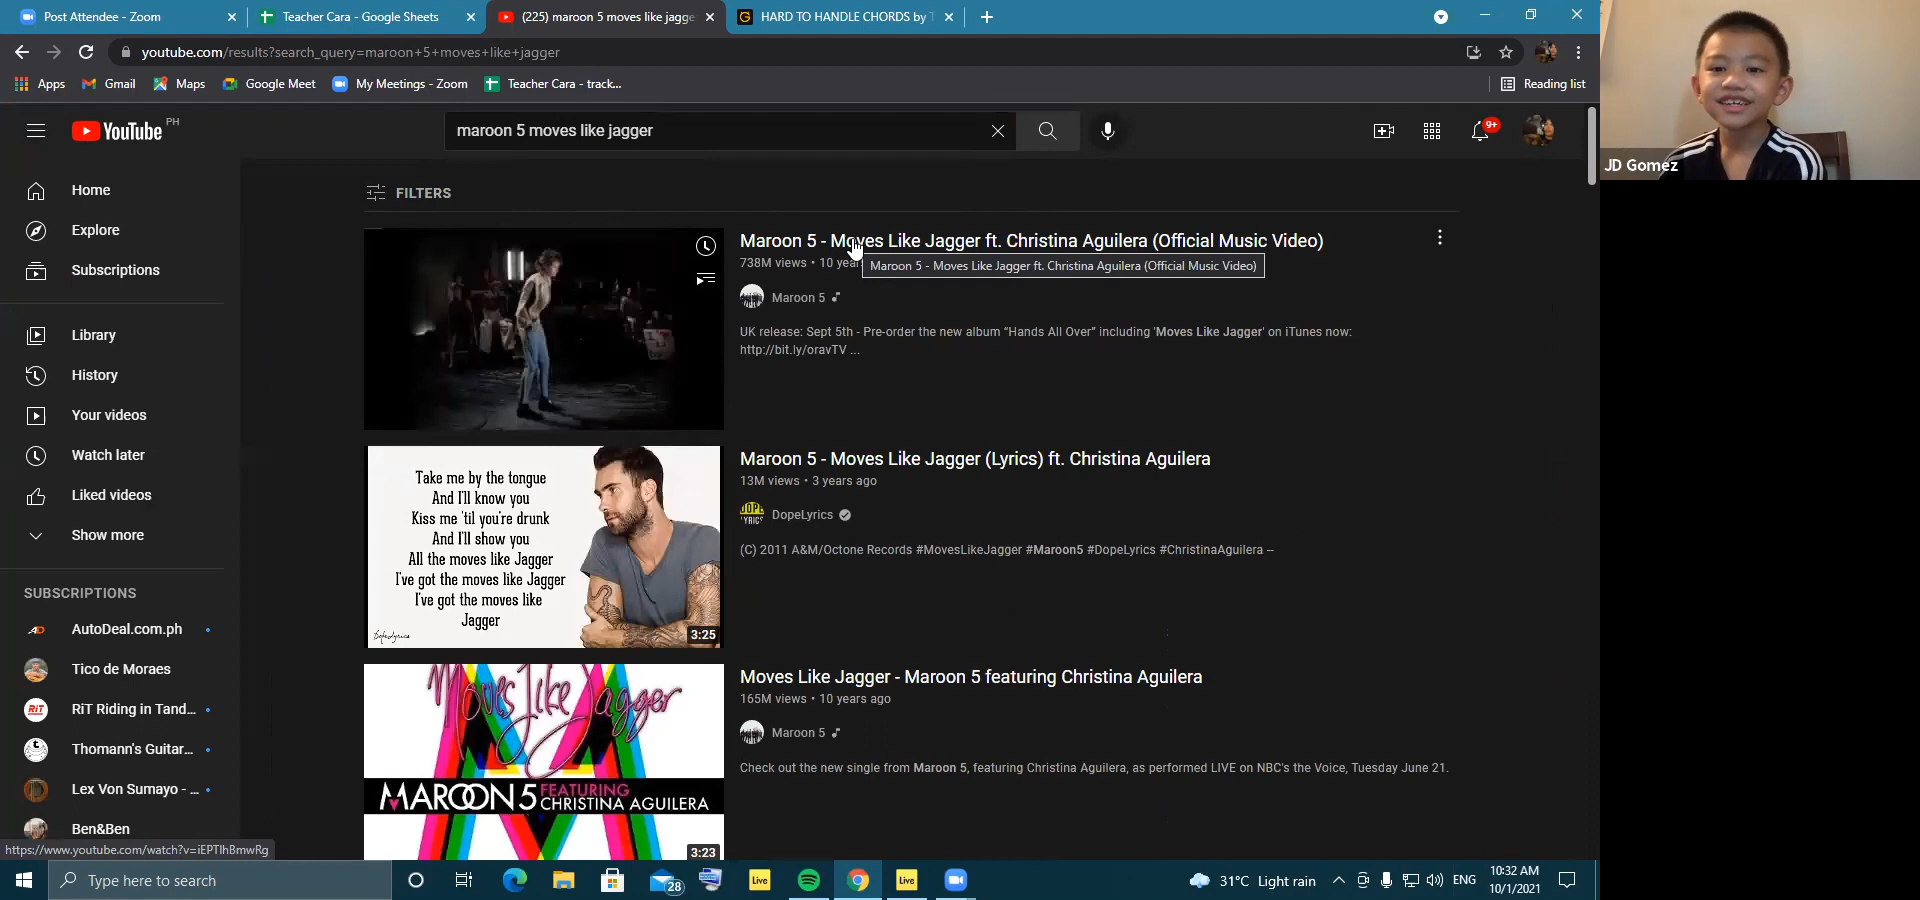 Post Attendee - Zoom
Teacher Cara - Google Sheets
(225) maroon 5 moves like jagge
HARD TO HANDLE CHORDS by T
youtube.com/results?search_query=maroon+5+moves+like+jagger
Apps
Gmail
Maps
Google Meet
My Meetings - Zoom
Teacher Cara - track...
Reading list
YouTube PH
maroon 5 moves like jagger
9+
JD Gomez
Home
Explore
Subscriptions
Library
History
Your videos
Watch later
Liked videos
Show more
SUBSCRIPTIONS
AutoDeal.com.ph
Tico de Moraes
RiT Riding in Tand...
Thomann's Guitar...
Lex Von Sumayo - ...
Ben&Ben
https://www.youtube.com/watch?v=iEPTlhBmwRg
FILTERS
Maroon 5 - Moves Like Jagger ft. Christina Aguilera (Official Music Video)
738M views • 10 year
Maroon 5 - Moves Like Jagger ft. Christina Aguilera (Official Music Video)
Maroon 5
UK release: Sept 5th - Pre-order the new album “Hands All Over” including 'Moves Like Jagger' on iTunes now:
http://bit.ly/oravTV ...
Take me by the tongue
And I'll know you
Kiss me 'til you're drunk
And I'll show you
All the moves like Jagger
I've got the moves like Jagger
I've got the moves like
Jagger
DopeLyrics
3:25
Maroon 5 - Moves Like Jagger (Lyrics) ft. Christina Aguilera
13M views • 3 years ago
DOPE LYRICS
DopeLyrics
(C) 2011 A&M/Octone Records #MovesLikeJagger #Maroon5 #DopeLyrics #ChristinaAguilera --
Moves Like Jagger
MAROON 5 FEATURING
CHRISTINA AGUILERA
3:23
Moves Like Jagger - Maroon 5 featuring Christina Aguilera
165M views • 10 years ago
Maroon 5
Check out the new single from Maroon 5, featuring Christina Aguilera, as performed LIVE on NBC's the Voice, Tuesday June 21.
Type here to search
28
Live
Live
31°C Light rain
ENG
10:32 AM
10/1/2021